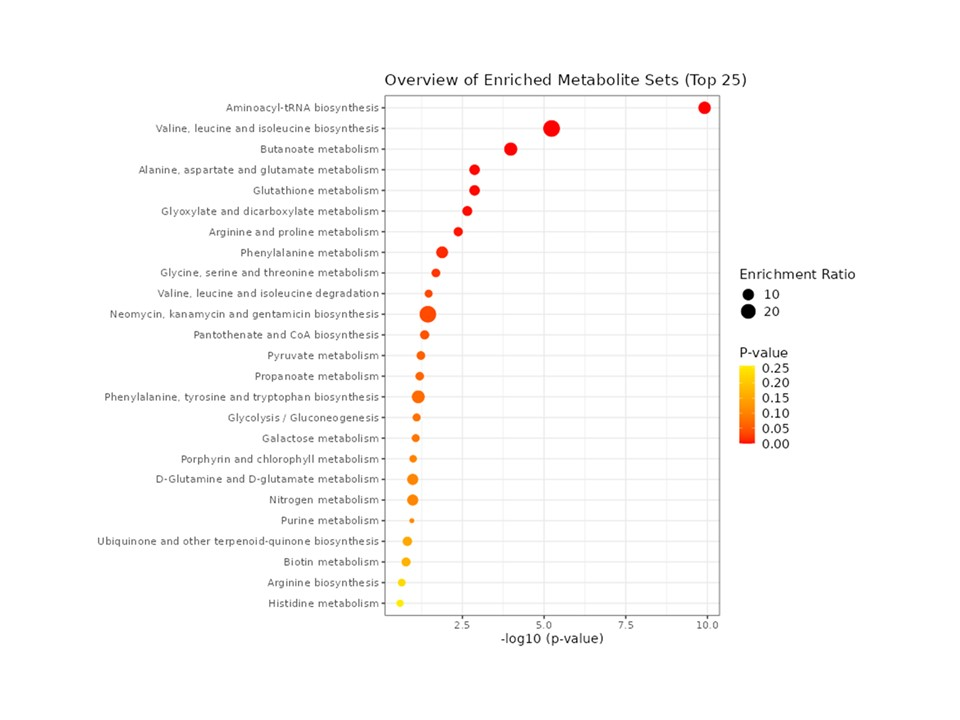 Overview of Enriched Metabolite Sets (Top 25)
Aminoacyl-tRNA biosynthesis
Valine, leucine and isoleucine biosynthesis
Butanoate metabolism
Alanine, aspartate and glutamate metabolism
Glutathione metabolism
Glyoxylate and dicarboxylate metabolism
Arginine and proline metabolism
Phenylalanine metabolism
Glycine, serine and threonine metabolism
Valine, leucine and isoleucine degradation
Neomycin, kanamycin and gentamicin biosynthesis
Pantothenate and CoA biosynthesis
Pyruvate metabolism
Propanoate metabolism
Phenylalanine, tyrosine and tryptophan biosynthesis
Glycolysis / Gluconeogenesis
Galactose metabolism
Porphyrin and chlorophyll metabolism
D-Glutamine and D-glutamate metabolism
Nitrogen metabolism
Purine metabolism
Ubiquinone and other terpenoid-quinone biosynthesis
Biotin metabolism
Arginine biosynthesis
Histidine metabolism
2.5 5.0 7.5 10.0
-log10 (p-value)
Enrichment Ratio
10
20
P-value
0.25
0.20
0.15
0.10
0.05
0.00